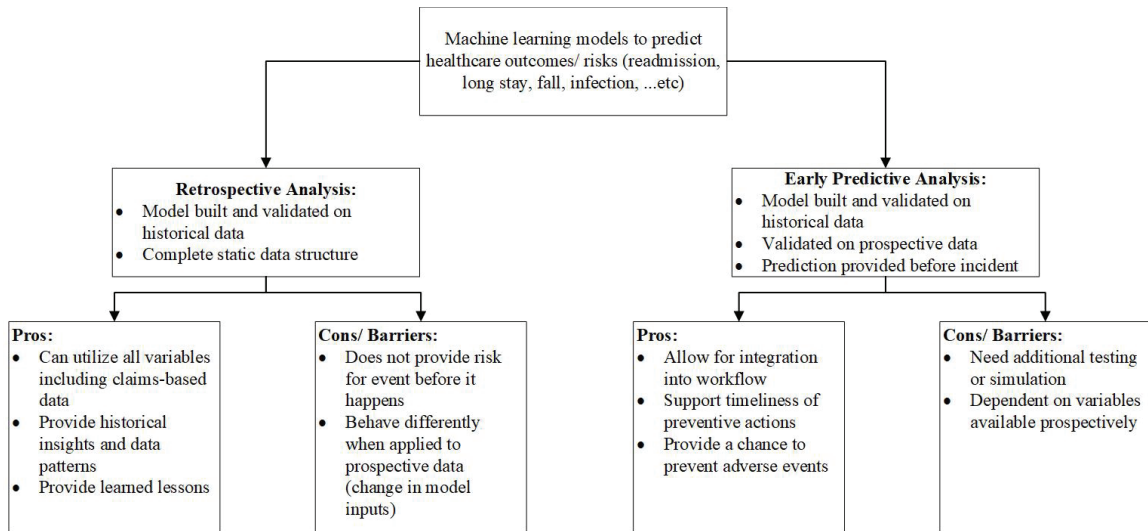 Machine learning models to predict
healthcare outcomes/ risks (readmission,
long stay, fall, infection, ...etc)
Retrospective Analysis:
● Model built and validated on
historical data
● Complete static data structure
Early Predictive Analysis:
● Model built and validated on
historical data
● Validated on prospective data
● Prediction provided before incident
Pros:
● Can utilize all variables
including claims-based
data
● Provide historical
insights and data
patterns
● Provide learned lessons
Cons/ Barriers:
● Does not provide risk
for event before it
happens
● Behave differently
when applied to
prospective data
(change in model
inputs)
Pros:
● Allow for integration
into workflow
● Support timeliness of
preventive actions
● Provide a chance to
prevent adverse events
Cons/ Barriers:
● Need additional testing
or simulation
● Dependent on variables
available prospectively